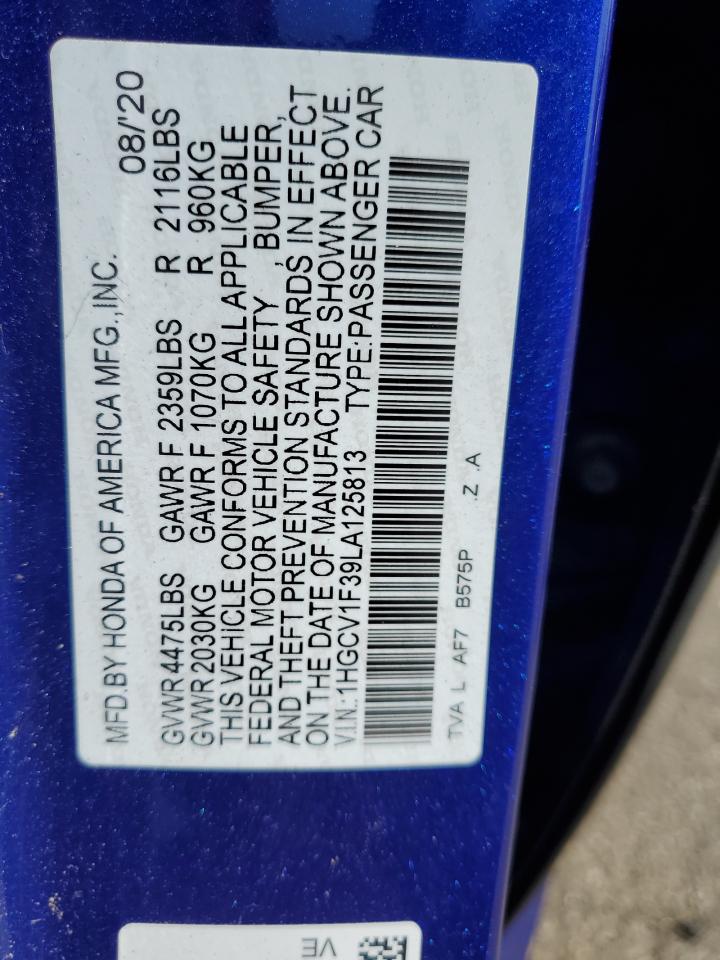 MFD.BY HONDA OF AMERICA MFG.,INC. 08/'20
GVWR 4475LBS GAWR F 2359LBS R 2116LBS
GVWR 2030KG GAWR F 1070KG R 960KG
THIS VEHICLE CONFORMS TO ALL APPLICABLE
FEDERAL MOTOR VEHICLE SAFETY , BUMPER,
AND THEFT PREVENTION STANDARDS IN EFFECT
ON THE DATE OF MANUFACTURE SHOWN ABOVE.
V.I.N.: 1HGCV1F39LA125813 TYPE:PASSENGER CAR
TVA L AF7 B575P .Z .A
VE